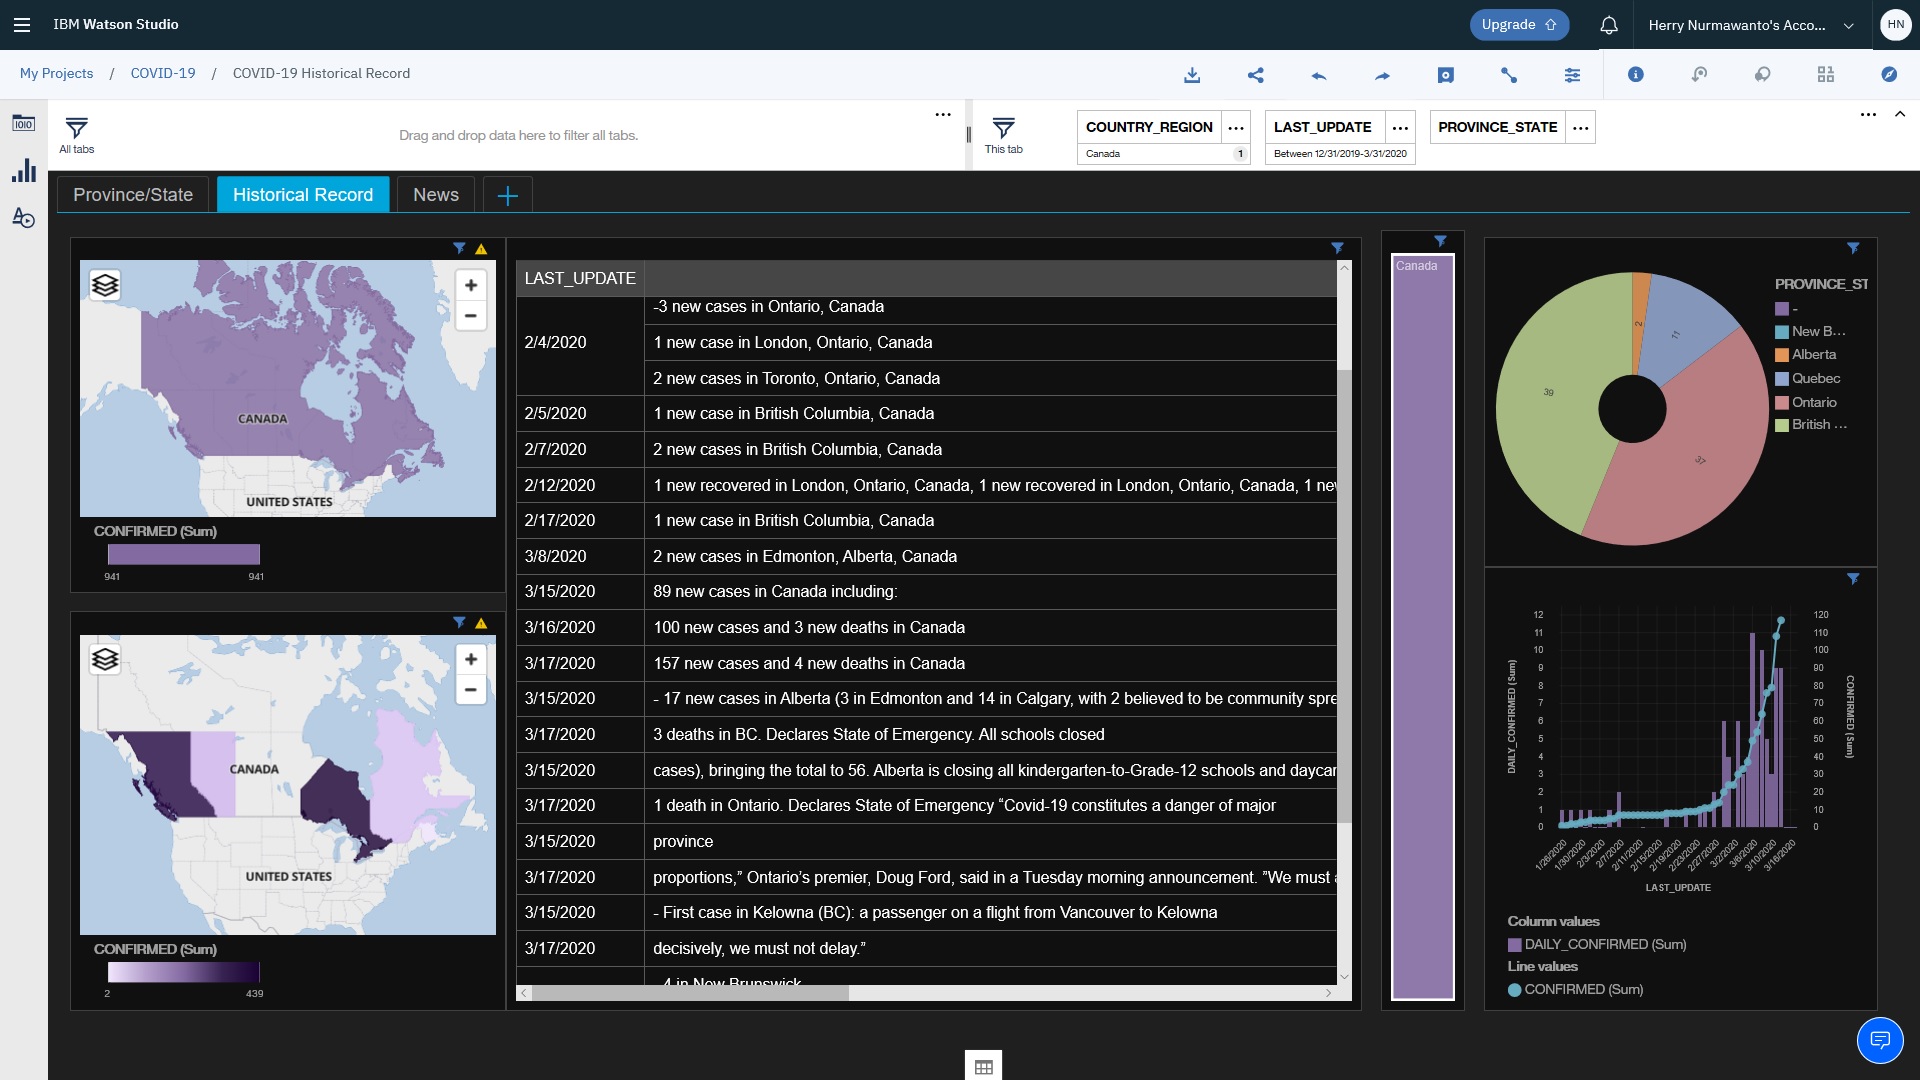 IBM Watson Studio
Upgrade
Herry Nurmawanto's Acco...
HN
My Projects / COVID-19 / COVID-19 Historical Record
All tabs
Drag and drop data here to filter all tabs.
This tab
COUNTRY_REGION
Canada
1
LAST_UPDATE
Between 12/31/2019-3/31/2020
PROVINCE_STATE
Province/State
Historical Record
News
CANADA
UNITED STATES
CONFIRMED (Sum)
941 941
CANADA
UNITED STATES
CONFIRMED (Sum)
2 439
LAST_UPDATE
-3 new cases in Ontario, Canada
2/4/2020 1 new case in London, Ontario, Canada
2 new cases in Toronto, Ontario, Canada
2/5/2020 1 new case in British Columbia, Canada
2/7/2020 2 new cases in British Columbia, Canada
2/12/2020 1 new recovered in London, Ontario, Canada, 1 new recovered in London, Ontario, Canada, 1 ne
2/17/2020 1 new case in British Columbia, Canada
3/8/2020 2 new cases in Edmonton, Alberta, Canada
3/15/2020 89 new cases in Canada including:
3/16/2020 100 new cases and 3 new deaths in Canada
3/17/2020 157 new cases and 4 new deaths in Canada
3/15/2020 - 17 new cases in Alberta (3 in Edmonton and 14 in Calgary, with 2 believed to be community spre
3/17/2020 3 deaths in BC. Declares State of Emergency. All schools closed
3/15/2020 cases), bringing the total to 56. Alberta is closing all kindergarten-to-Grade-12 schools and daycar
3/17/2020 1 death in Ontario. Declares State of Emergency “Covid-19 constitutes a danger of major
3/15/2020 province
3/17/2020 proportions,” Ontario’s premier, Doug Ford, said in a Tuesday morning announcement. ”We must
3/15/2020 - First case in Kelowna (BC): a passenger on a flight from Vancouver to Kelowna
3/17/2020 decisively, we must not delay.”
4 in New Brunswick
Canada
2
11
37
39
PROVINCE_ST
-
New B...
Alberta
Quebec
Ontario
British ...
DAILY_CONFIRMED (Sum)
12 120
11 110
10 100
9 90
8 80
7 70
6 60
5 50
4 40
3 30
2 20
1 10
0 0
CONFIRMED (Sum)
1/26/2020 1/30/2020 2/3/2020 2/7/2020 2/11/2020 2/15/2020 2/19/2020 2/23/2020 2/27/2020 3/2/2020 3/6/2020 3/10/2020 3/16/2020
LAST_UPDATE
Column values
DAILY_CONFIRMED (Sum)
Line values
CONFIRMED (Sum)